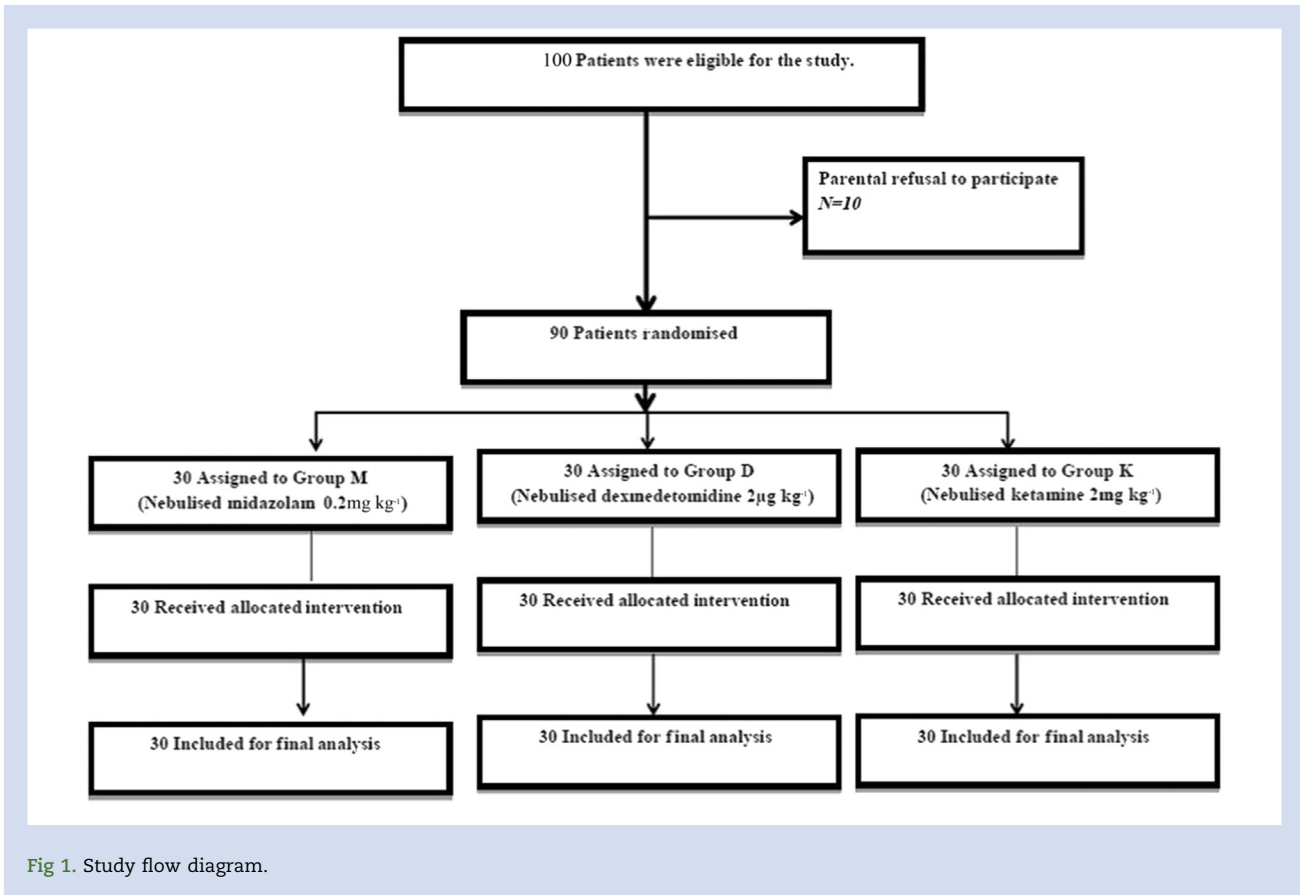 100 Patients were eligible for the study.
Parental refusal to participate
N=10
90 Patients randomised
30 Assigned to Group M
(Nebulised midazolam 0.2mg kg⁻¹)
30 Assigned to Group D
(Nebulised dexmedetomidine 2µg kg⁻¹)
30 Assigned to Group K
(Nebulised ketamine 2mg kg⁻¹)
30 Received allocated intervention
30 Received allocated intervention
30 Received allocated intervention
30 Included for final analysis
30 Included for final analysis
30 Included for final analysis
Fig 1. Study flow diagram.